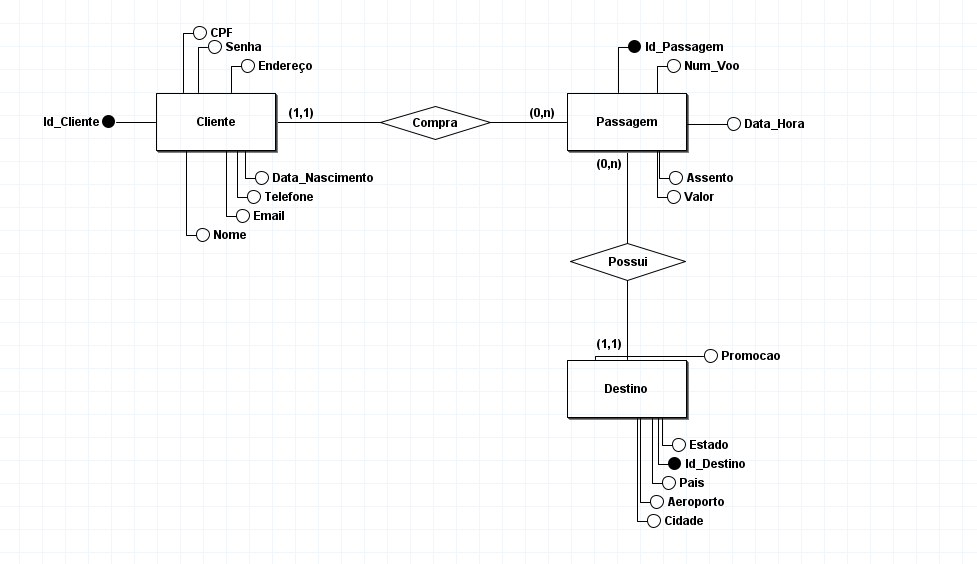 CPF
Senha
Endereço
Id_Cliente
Cliente
(1,1)
Compra
(0,n)
Id_Passagem
Num_Voo
Passagem
Data_Hora
(0,n)
Assento
Valor
Data_Nascimento
Telefone
Email
Nome
Possui
(1,1)
Promocao
Destino
Estado
Id_Destino
Pais
Aeroporto
Cidade